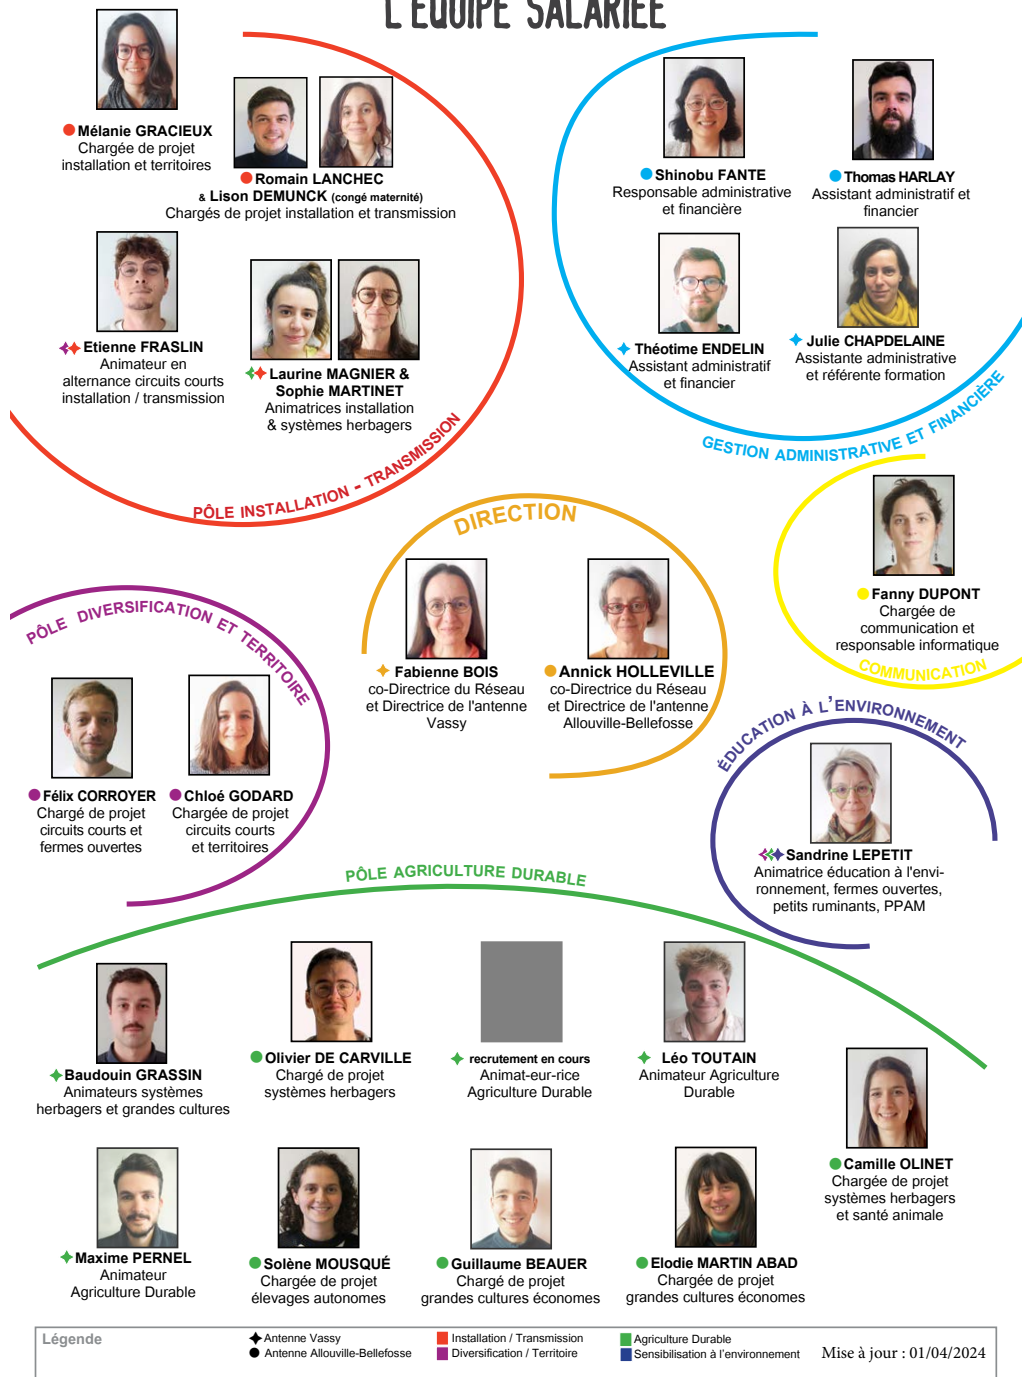 L'ÉQUIPE SALARIÉE
Mélanie GRACIEUX
Chargée de projet
installation et territoires
Romain LANCHEC
& Lison DEMUNCK (congé maternité)
Chargés de projet installation et transmission
Etienne FRASLIN
Animateur en
alternance circuits courts
installation / transmission
Laurine MAGNIER &
Sophie MARTINET
Animatrices installation
& systèmes herbagers
PÔLE INSTALLATION - TRANSMISSION
Shinobu FANTE
Responsable administrative
et financière
Thomas HARLAY
Assistant administratif et
financier
Théotime ENDELIN
Assistant administratif
et financier
Julie CHAPDELAINE
Assistante administrative
et référente formation
GESTION ADMINISTRATIVE ET FINANCIÈRE
DIRECTION
Fabienne BOIS
co-Directrice du Réseau
et Directrice de l'antenne
Vassy
Annick HOLLEVILLE
co-Directrice du Réseau
et Directrice de l'antenne
Allouville-Bellefosse
Fanny DUPONT
Chargée de
communication et
responsable informatique
COMMUNICATION
PÔLE DIVERSIFICATION ET TERRITOIRE
Félix CORROYER
Chargé de projet
circuits courts et
fermes ouvertes
Chloé GODARD
Chargée de projet
circuits courts
et territoires
ÉDUCATION À L'ENVIRONNEMENT
Sandrine LEPETIT
Animatrice éducation à l'envi-
ronnement, fermes ouvertes,
petits ruminants, PPAM
PÔLE AGRICULTURE DURABLE
Baudouin GRASSIN
Animateurs systèmes
herbagers et grandes cultures
Olivier DE CARVILLE
Chargé de projet
systèmes herbagers
recrutement en cours
Animat-eur-rice
Agriculture Durable
Léo TOUTAIN
Animateur Agriculture
Durable
Camille OLINET
Chargée de projet
systèmes herbagers
et santé animale
Maxime PERNEL
Animateur
Agriculture Durable
Solène MOUSQUÉ
Chargée de projet
élevages autonomes
Guillaume BEAUER
Chargé de projet
grandes cultures économes
Elodie MARTIN ABAD
Chargée de projet
grandes cultures économes
Légende
Antenne Vassy
Antenne Allouville-Bellefosse
Installation / Transmission
Diversification / Territoire
Agriculture Durable
Sensibilisation à l'environnement
Mise à jour : 01/04/2024